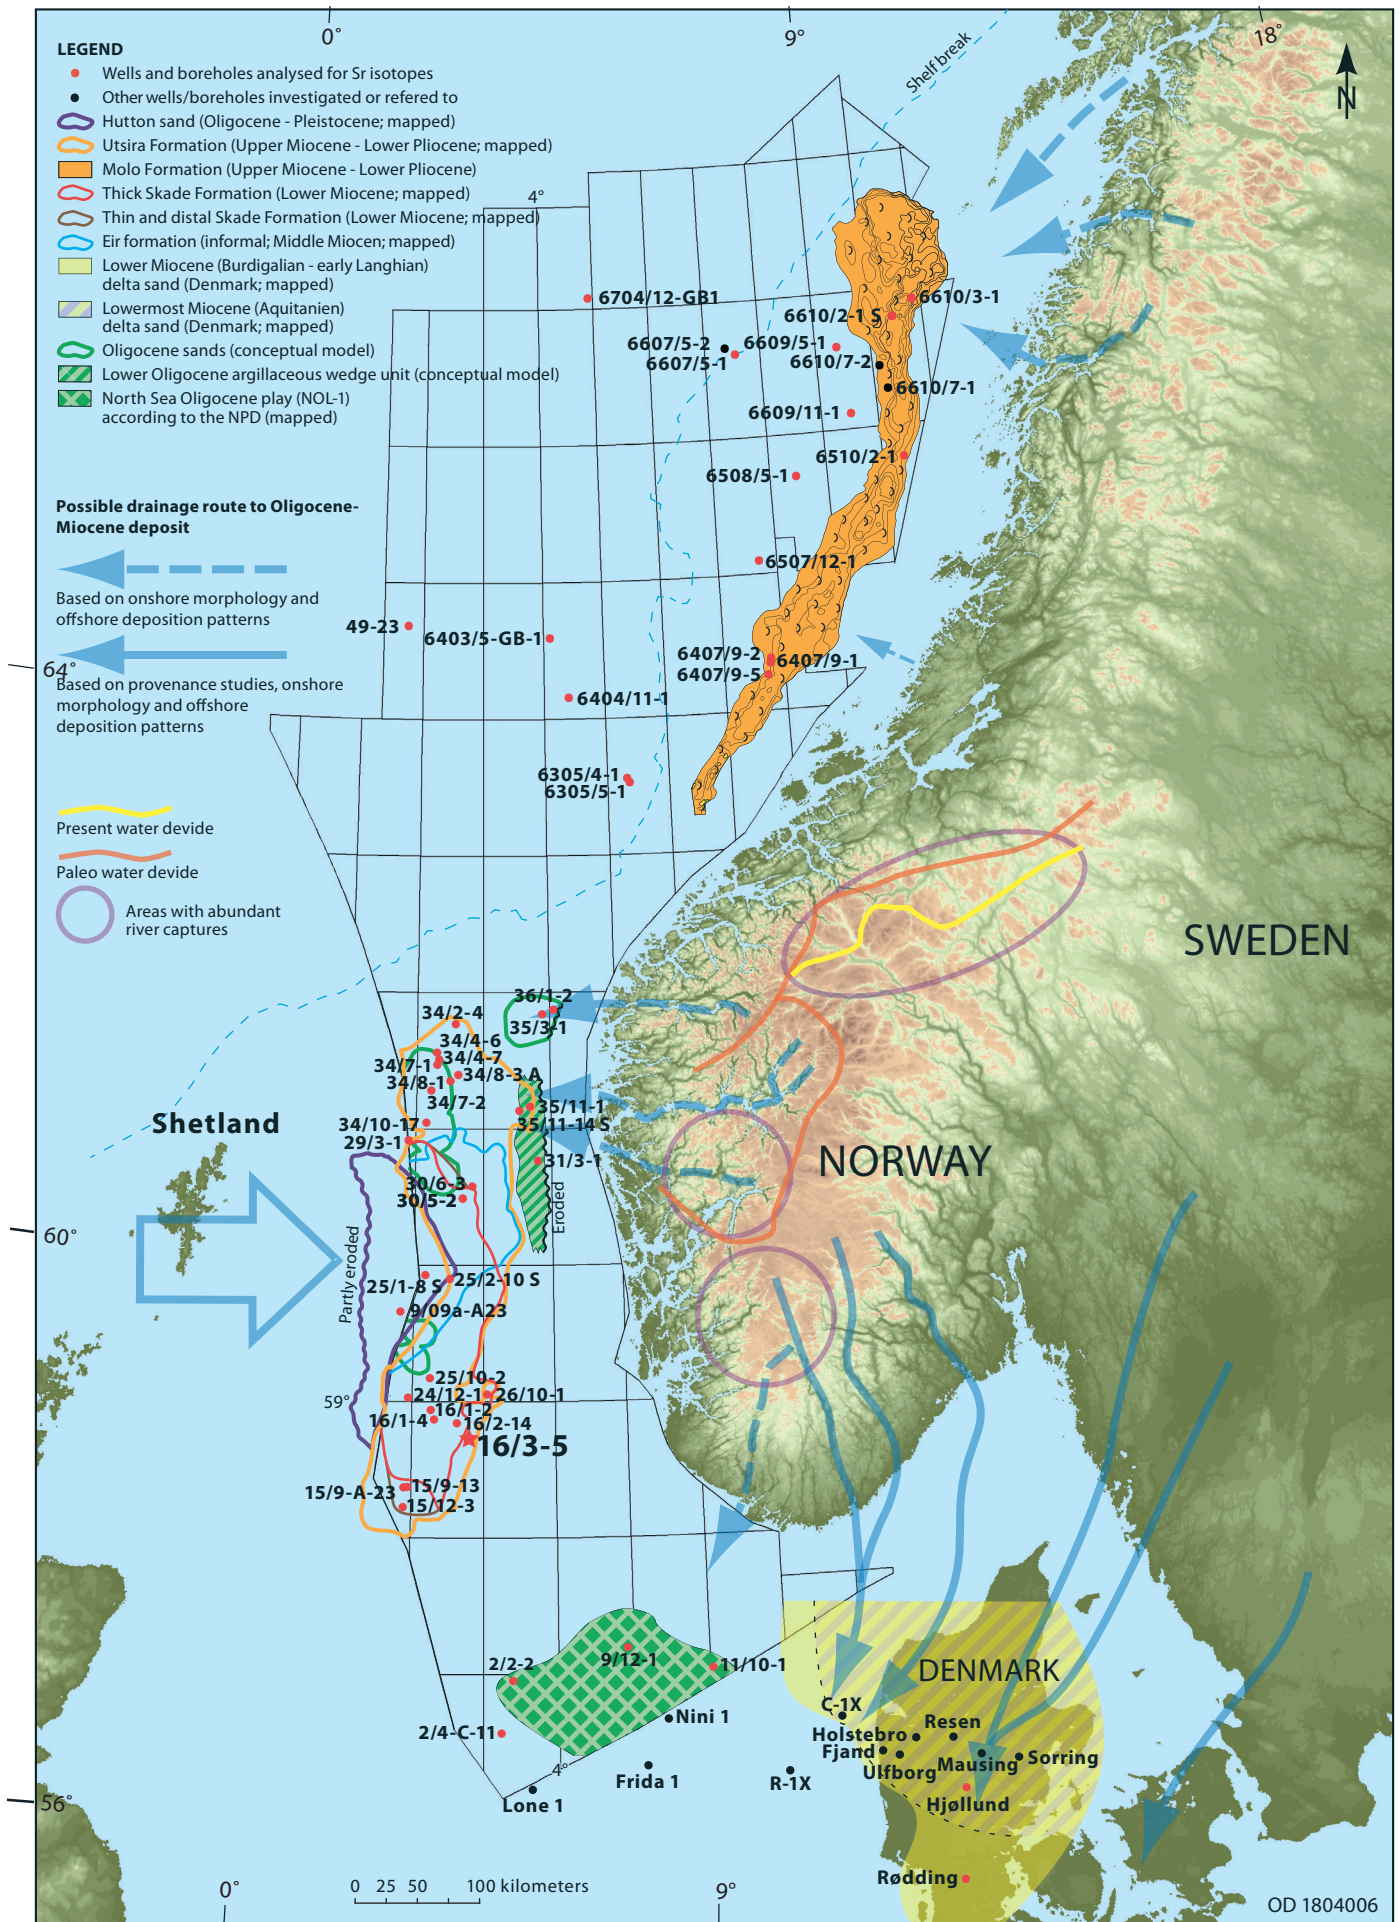 0°
9°
18°
N
Shelf break
LEGEND
Wells and boreholes analysed for Sr isotopes
Other wells/boreholes investigated or refered to
Hutton sand (Oligocene - Pleistocene; mapped)
Utsira Formation (Upper Miocene - Lower Pliocene; mapped)
Molo Formation (Upper Miocene - Lower Pliocene)
Thick Skade Formation (Lower Miocene; mapped)
Thin and distal Skade Formation (Lower Miocene; mapped)
Eir formation (informal; Middle Miocen; mapped)
Lower Miocene (Burdigalian - early Langhian)
delta sand (Denmark; mapped)
Lowermost Miocene (Aquitanien)
delta sand (Denmark; mapped)
Oligocene sands (conceptual model)
Lower Oligocene argillaceous wedge unit (conceptual model)
North Sea Oligocene play (NOL-1)
according to the NPD (mapped)
Possible drainage route to Oligocene-
Miocene deposit
Based on onshore morphology and
offshore deposition patterns
Based on provenance studies, onshore
morphology and offshore
deposition patterns
Present water devide
Paleo water devide
Areas with abundant
river captures
4°
6704/12-GB1
6610/3-1
6610/2-1 S
6607/5-2
6609/5-1
6607/5-1
6610/7-2
6610/7-1
6609/11-1
6510/2-1
6508/5-1
6507/12-1
49-23
6403/5-GB-1
6407/9-2
6407/9-1
6407/9-5
64°
6404/11-1
6305/4-1
6305/5-1
SWEDEN
36/1-2
34/2-4
35/3-1
34/4-6
34/4-7
34/7-1
34/8-3 A
34/8-1
34/7-2
35/11-1
35/11-14 S
34/10-17
29/3-1
31/3-1
Shetland
NORWAY
30/6-3
30/5-2
Eroded
60°
Partly eroded
25/1-8 S
25/2-10 S
9/09a-A23
25/10-2
59°
24/12-1
26/10-1
16/1-2
16/1-4
16/2-14
16/3-5
15/9-13
15/9-A-23
15/12-3
9/12-1
2/2-2
11/10-1
DENMARK
C-1X
Nini 1
2/4-C-11
Holstebro
Resen
Fjand
Ulfborg
Mausing
Sorring
4°
Frida 1
R-1X
Lone 1
Hjøllund
56°
Rødding
0°
0 25 50 100 kilometers
9°
OD 1804006